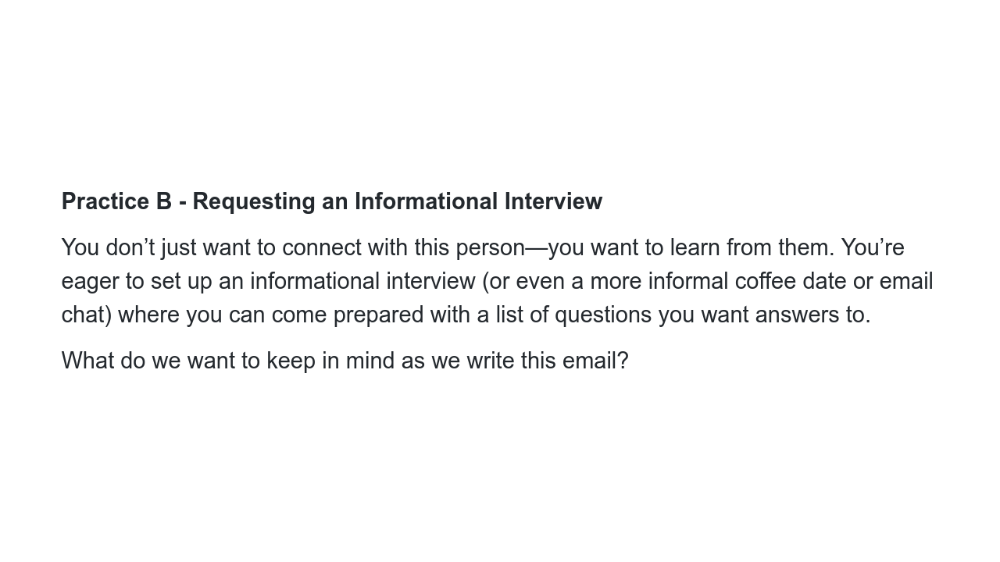 Practice B - Requesting an Informational Interview
You don’t just want to connect with this person—you want to learn from them. You’re
eager to set up an informational interview (or even a more informal coffee date or email
chat) where you can come prepared with a list of questions you want answers to.
What do we want to keep in mind as we write this email?